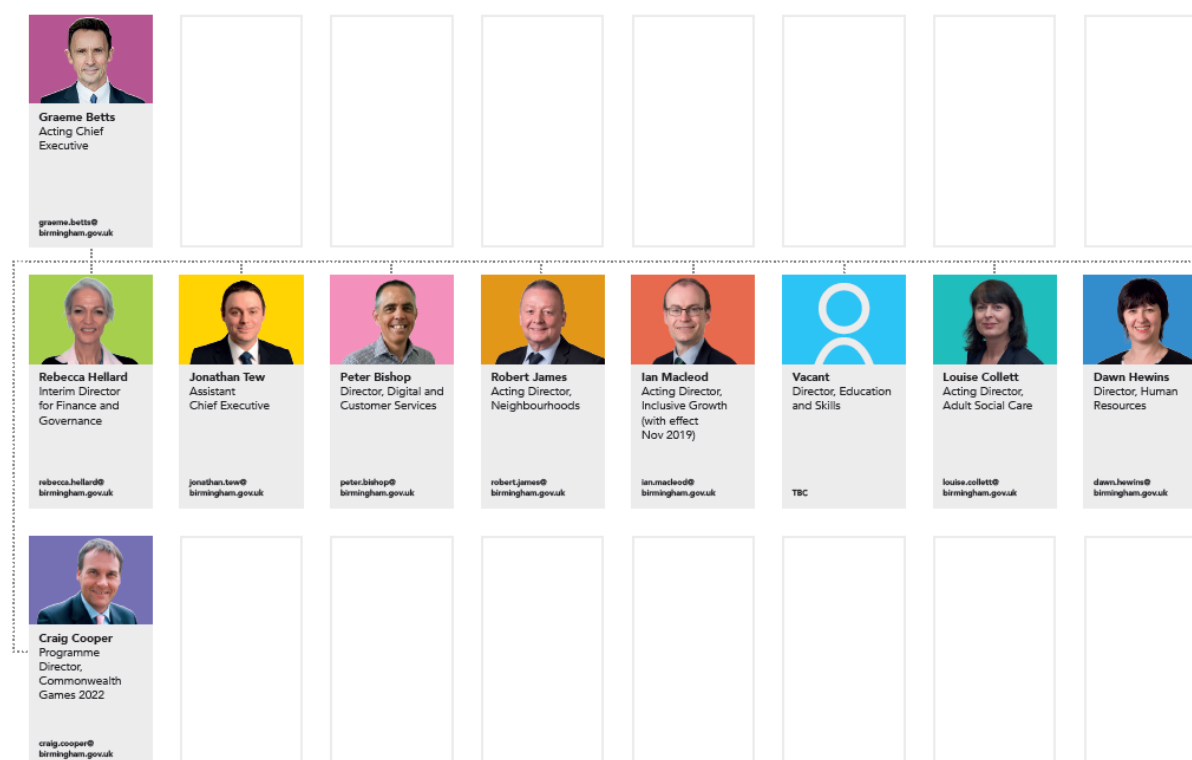 Graeme Betts
Acting Chief
Executive
graeme.betts@
birmingham.gov.uk
Rebecca Hellard
Interim Director
for Finance and
Governance
rebecca.hellard@
birmingham.gov.uk
Jonathan Tew
Assistant
Chief Executive
jonathan.tew@
birmingham.gov.uk
Peter Bishop
Director, Digital and
Customer Services
peter.bishop@
birmingham.gov.uk
Robert James
Acting Director,
Neighbourhoods
robert.james@
birmingham.gov.uk
Ian Macleod
Acting Director,
Inclusive Growth
(with effect
Nov 2019)
ian.macleod@
birmingham.gov.uk
Vacant
Director, Education
and Skills
TBC
Louise Collett
Acting Director,
Adult Social Care
louise.collett@
birmingham.gov.uk
Dawn Hewins
Director, Human
Resources
dawn.hewins@
birmingham.gov.uk
Craig Cooper
Programme
Director,
Commonwealth
Games 2022
craig.cooper@
birmingham.gov.uk